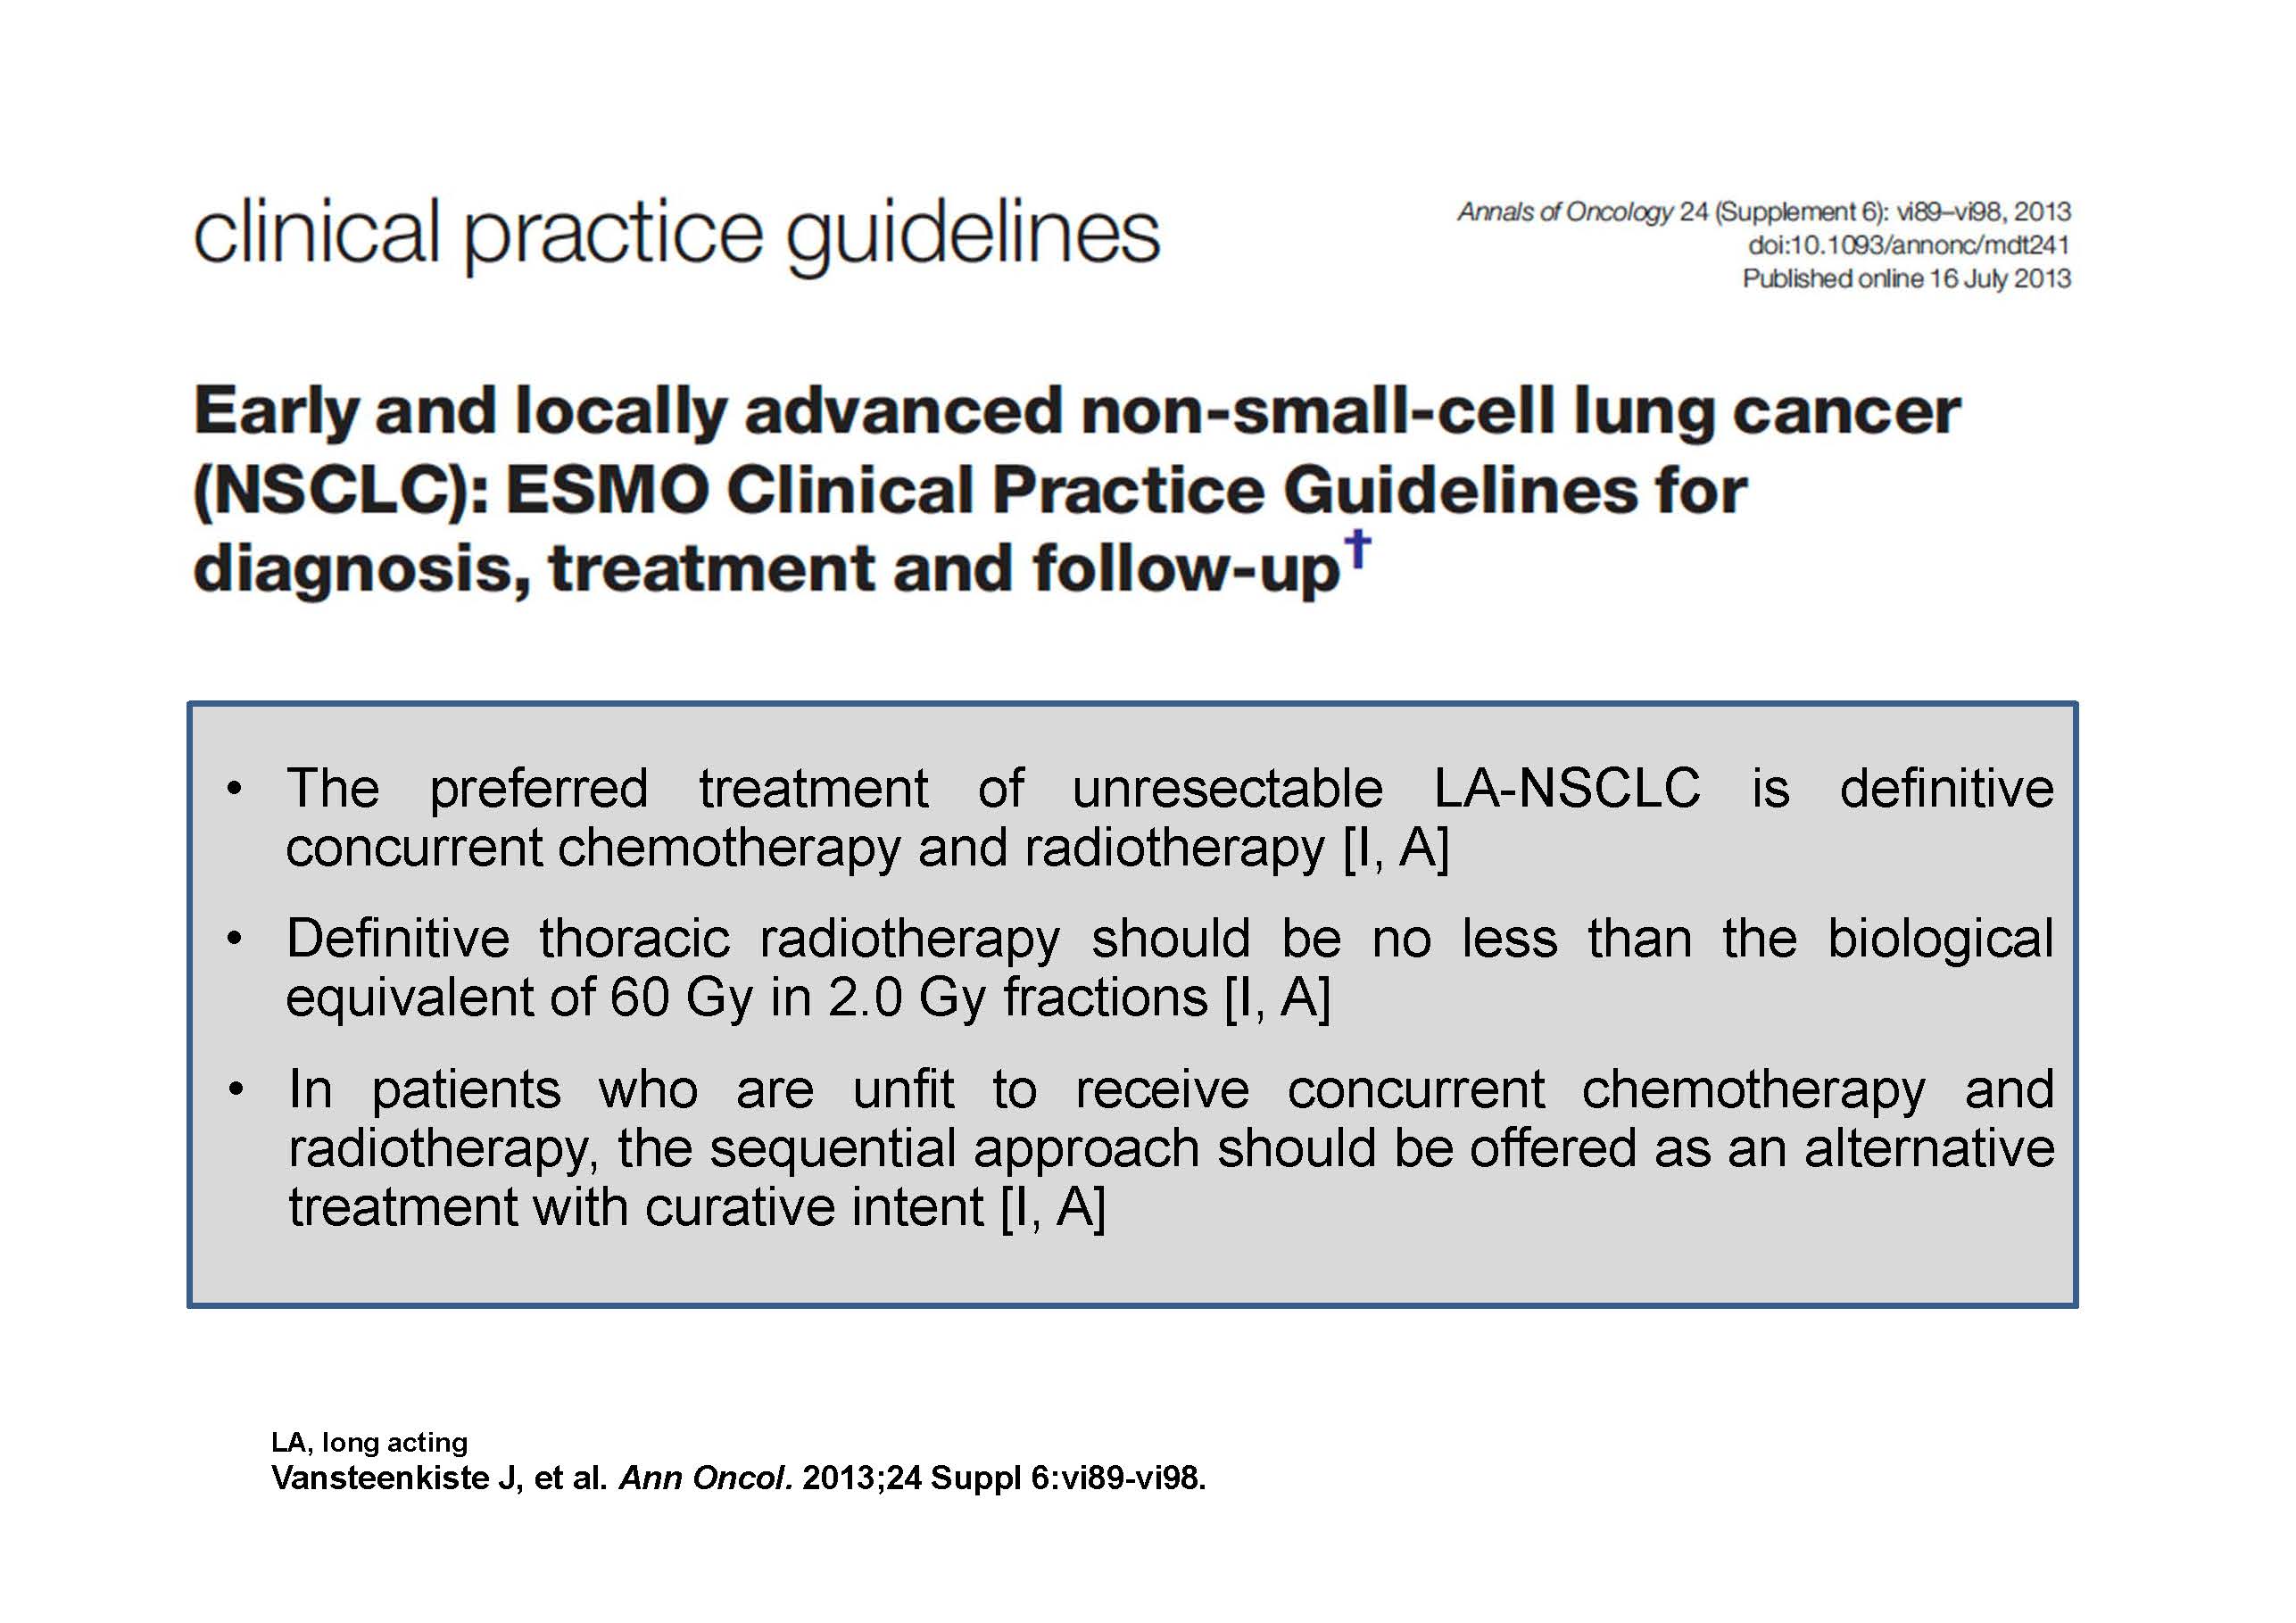 clinical practice guidelines
Annals of Oncology 24 (Supplement 6): vi89–vi98, 2013
doi:10.1093/annonc/mdt241
Published online 16 July 2013
Early and locally advanced non-small-cell lung cancer
(NSCLC): ESMO Clinical Practice Guidelines for
diagnosis, treatment and follow-up†
• The preferred treatment of unresectable LA-NSCLC is definitive
concurrent chemotherapy and radiotherapy [I, A]
• Definitive thoracic radiotherapy should be no less than the biological
equivalent of 60 Gy in 2.0 Gy fractions [I, A]
• In patients who are unfit to receive concurrent chemotherapy and
radiotherapy, the sequential approach should be offered as an alternative
treatment with curative intent [I, A]
LA, long acting
Vansteenkiste J, et al. Ann Oncol. 2013;24 Suppl 6:vi89-vi98.